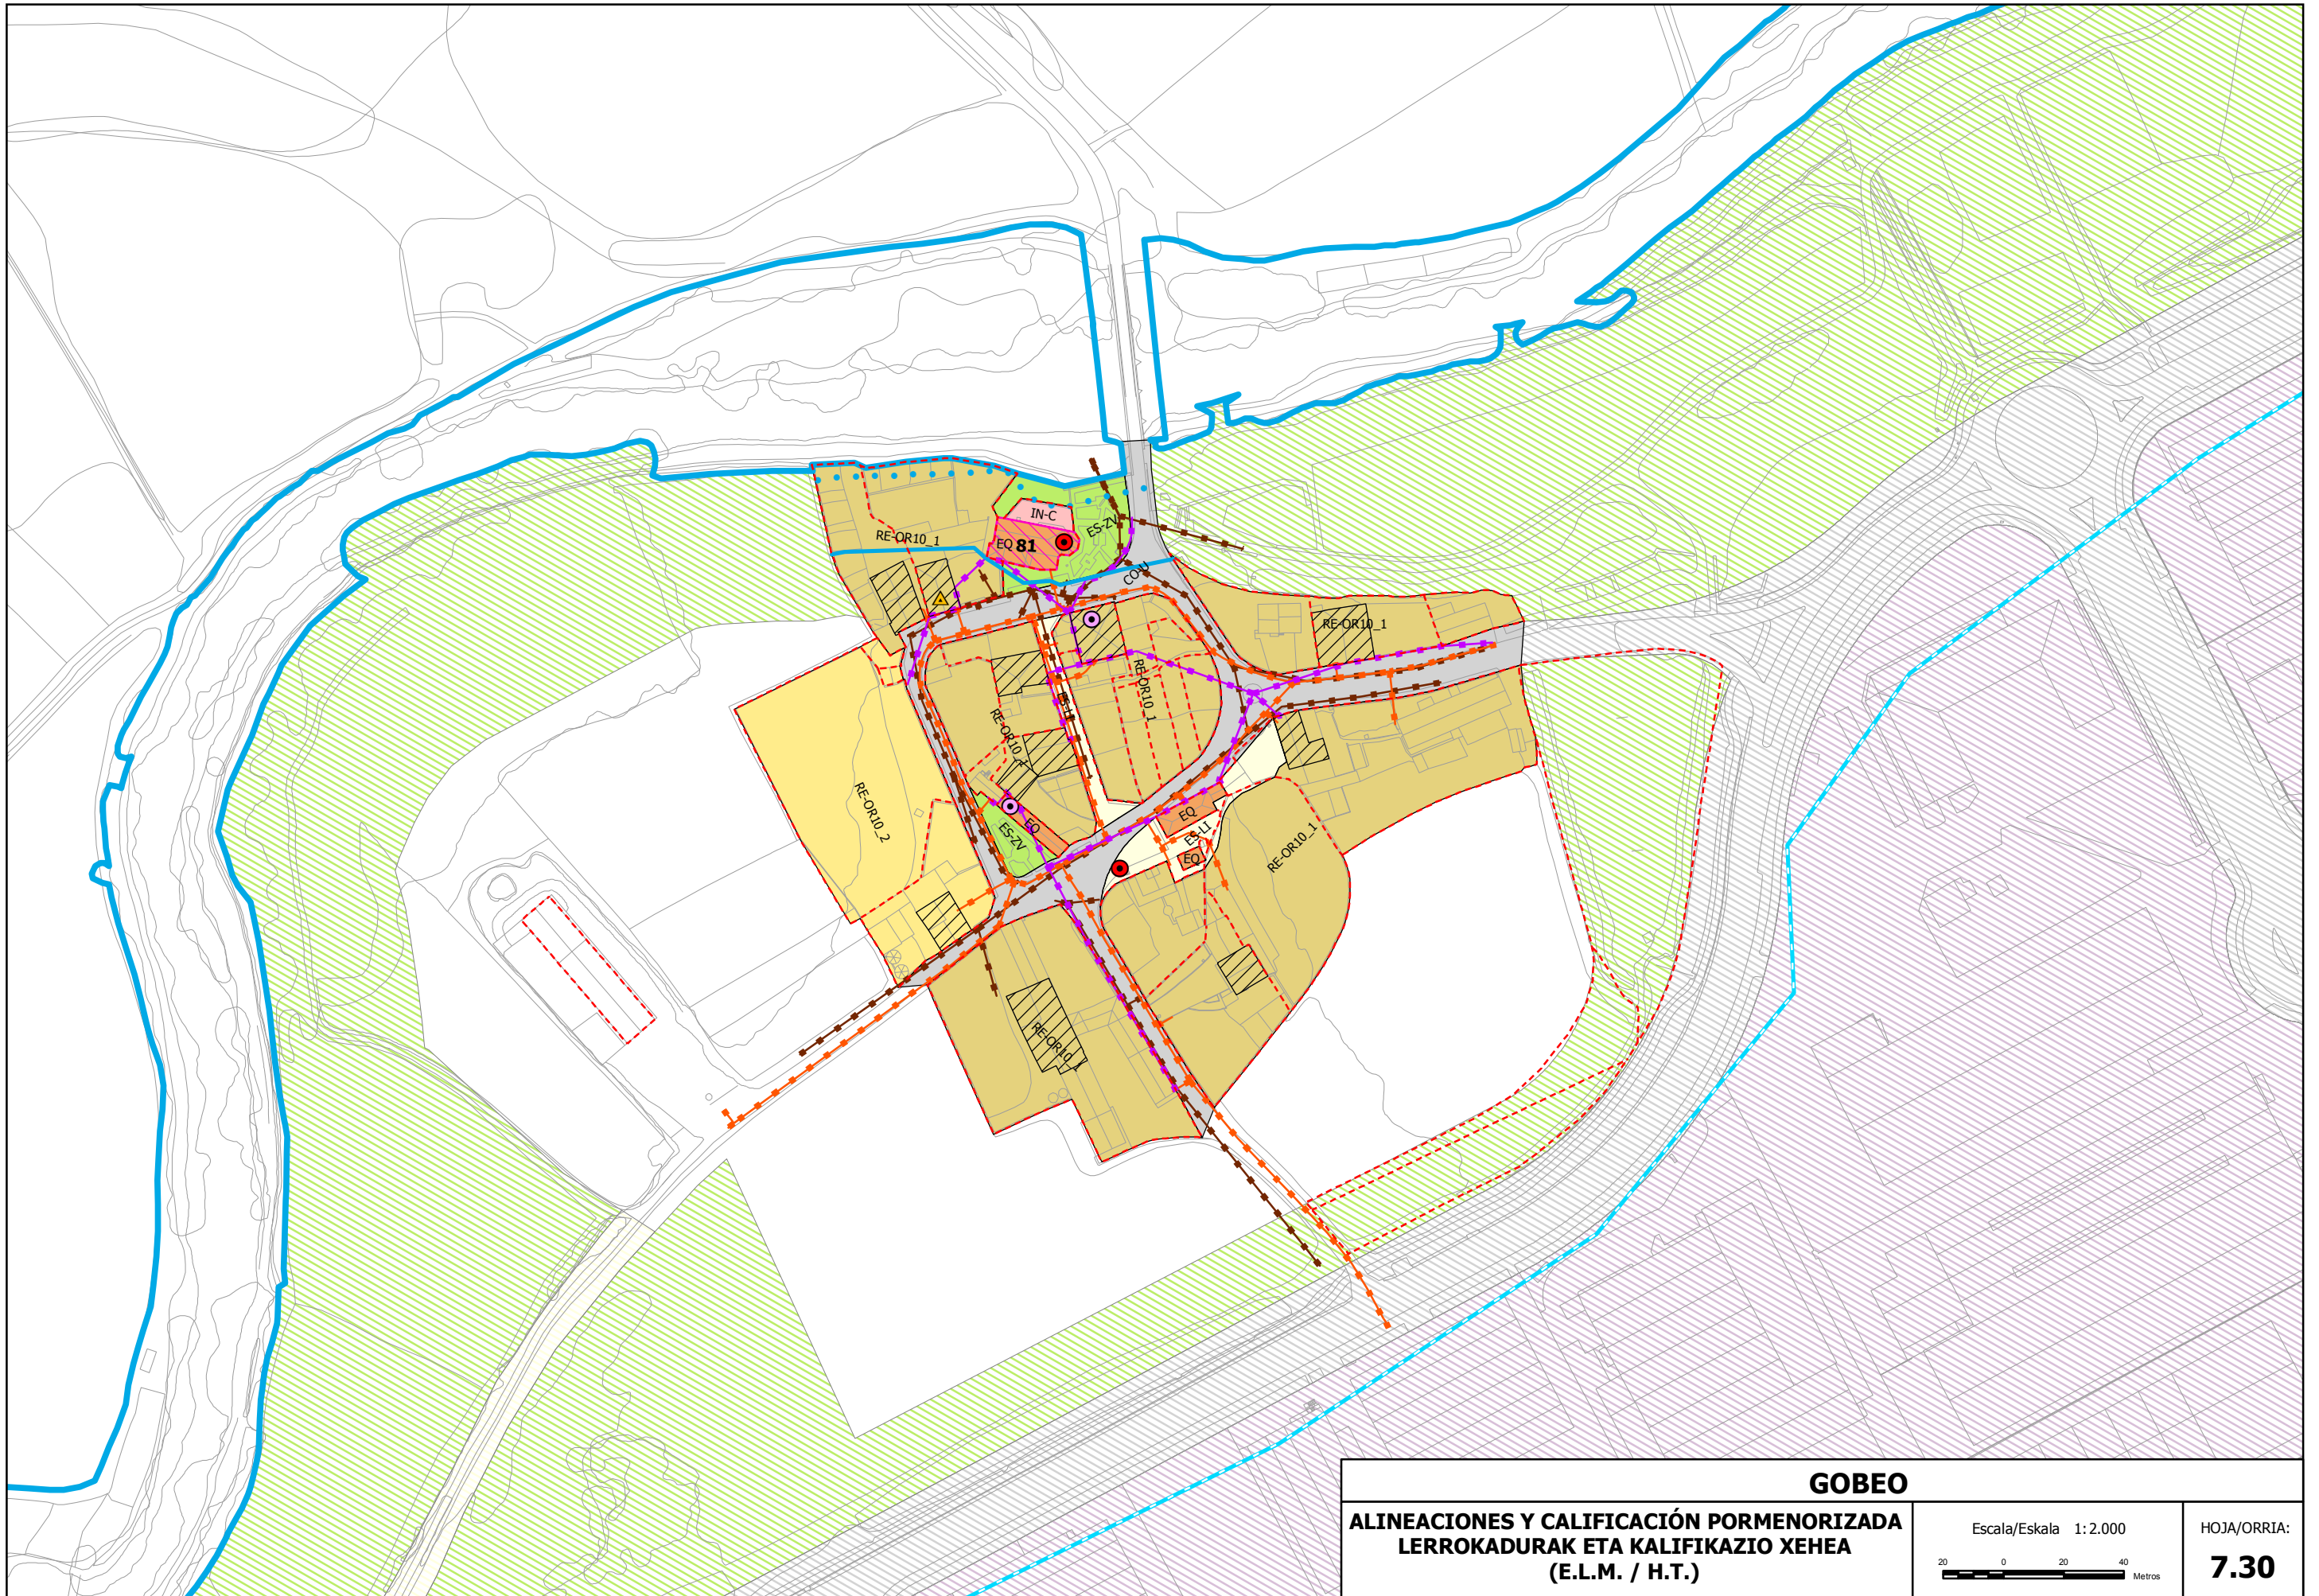 IN-C
ES-ZV
EQ 81
RE-OR10_1
CO-U
RE-OR10_1
RE-OR10_1
ES-LI
RE-OR10_1
RE-OR10_2
EQ
ES-ZV
EQ
ES-LI
EQ
RE-OR10_1
RE-OR10_1
GOBEO
ALINEACIONES Y CALIFICACIÓN PORMENORIZADA
LERROKADURAK ETA KALIFIKAZIO XEHEA
(E.L.M. / H.T.)
Escala/Eskala 1:2.000
20 0 20 40
Metros
HOJA/ORRIA:
7.30